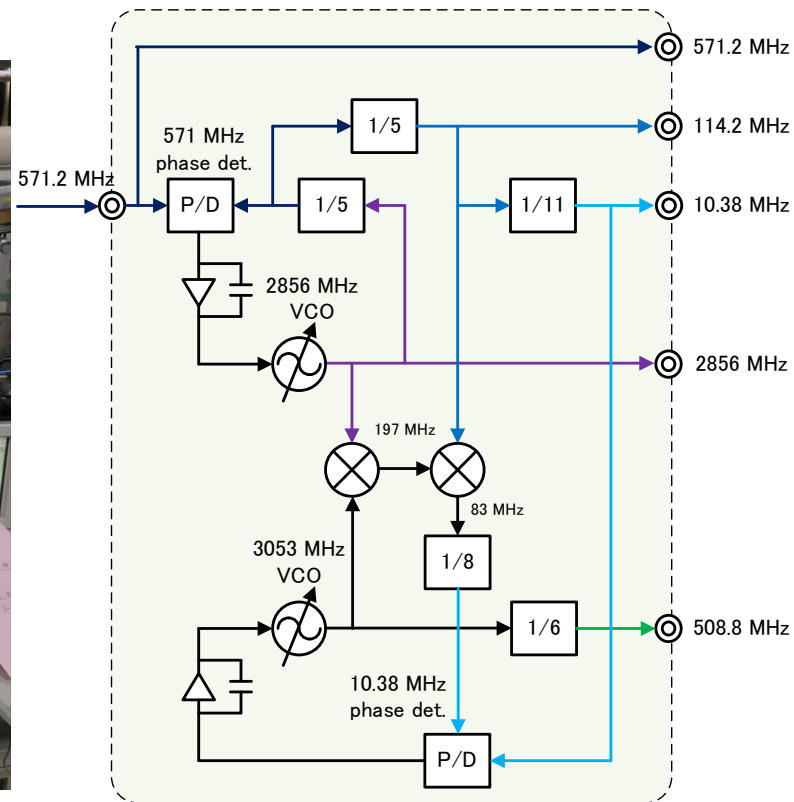 571.2 MHz
1/5
114.2 MHz
571 MHz
phase det.
571.2 MHz
P/D
1/5
1/11
10.38 MHz
2856 MHz
VCO
2856 MHz
197 MHz
83 MHz
3053 MHz
VCO
1/8
1/6
508.8 MHz
10.38 MHz
phase det.
P/D